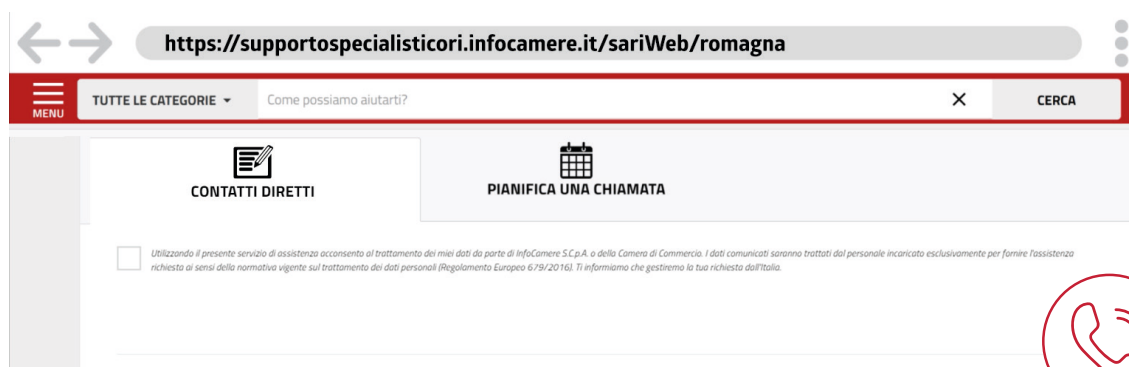 https://supportospecialisticori.infocamere.it/sariWeb/romagna
MENU
TUTTE LE CATEGORIE
Come possiamo aiutarti?
CERCA
CONTATTI DIRETTI
PIANIFICA UNA CHIAMATA
Utilizzando il presente servizio di assistenza acconsento al trattamento dei miei dati da parte di InfoCamere S.C.p.A. o della Camera di Commercio. I dati comunicati saranno trattati dal personale incaricato esclusivamente per fornire l'assistenza
richiesta ai sensi della normativa vigente sul trattamento dei dati personali (Regolamento Europeo 679/2016). Ti informiamo che gestiremo la tua richiesta dall'Italia.